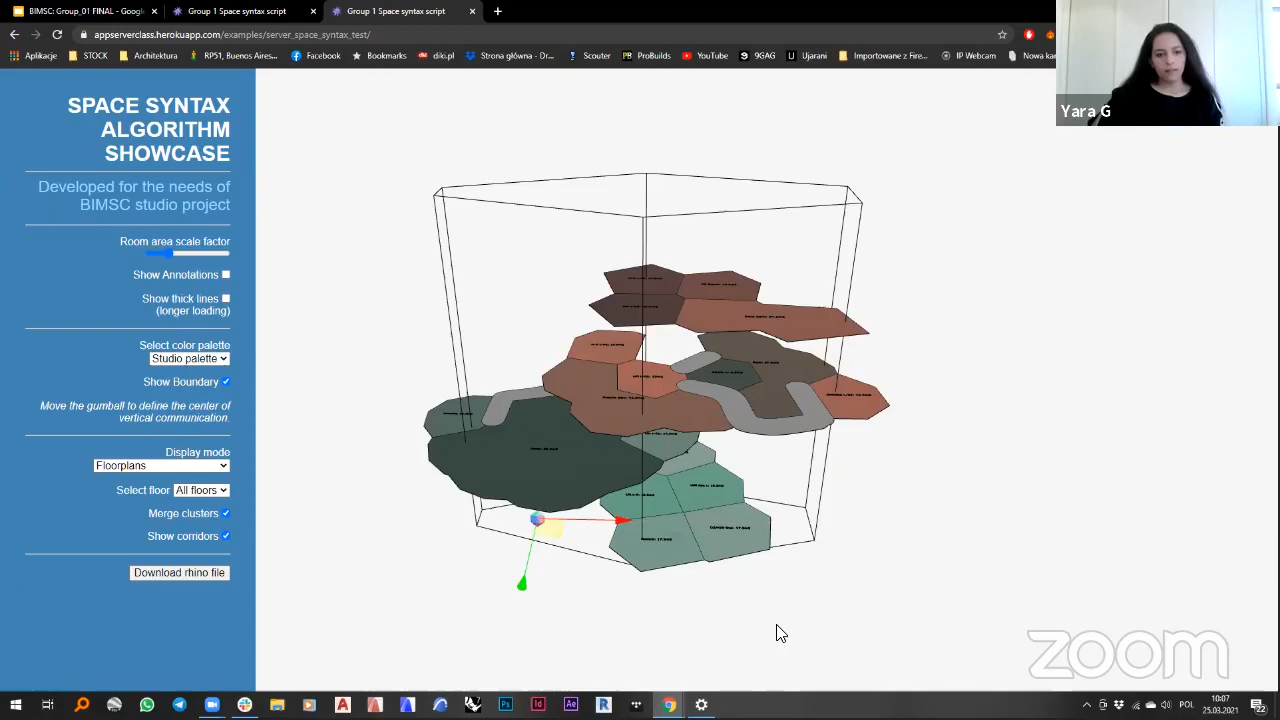 BIMSC: Group_01 FINAL - Google
Group 1 Space syntax script
Group 1 Space syntax script
appserverclass.herokuapp.com/examples/server_space_syntax_test/
Aplikacje
STOCK
Architektura
RP51, Buenos Aires...
Facebook
Bookmarks
diki.pl
Strona główna - Dr...
Scouter
ProBuilds
YouTube
9GAG
Ujarani
Importowane z Fire...
IP Webcam
Nowa ka
Yara G
SPACE SYNTAX
ALGORITHM
SHOWCASE
Developed for the needs of
BIMSC studio project
Room area scale factor
Show Annotations
Show thick lines
(longer loading)
Select color palette
Studio palette
Show Boundary
Move the gumball to define the center of
vertical communication.
Display mode
Floorplans
Select floor All floors
Merge clusters
Show corridors
Download rhino file
zoom
10:07
POL
25.03.2021